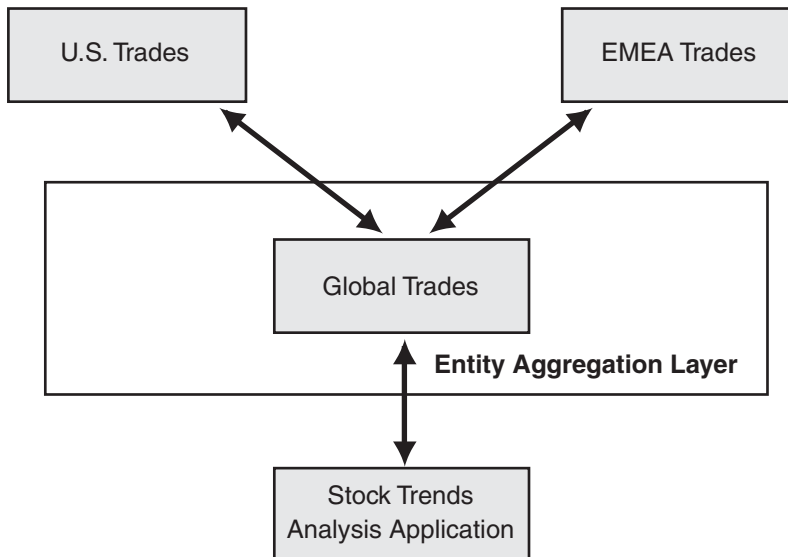 U.S. Trades
EMEA Trades
Global Trades
Entity Aggregation Layer
Stock Trends
Analysis Application